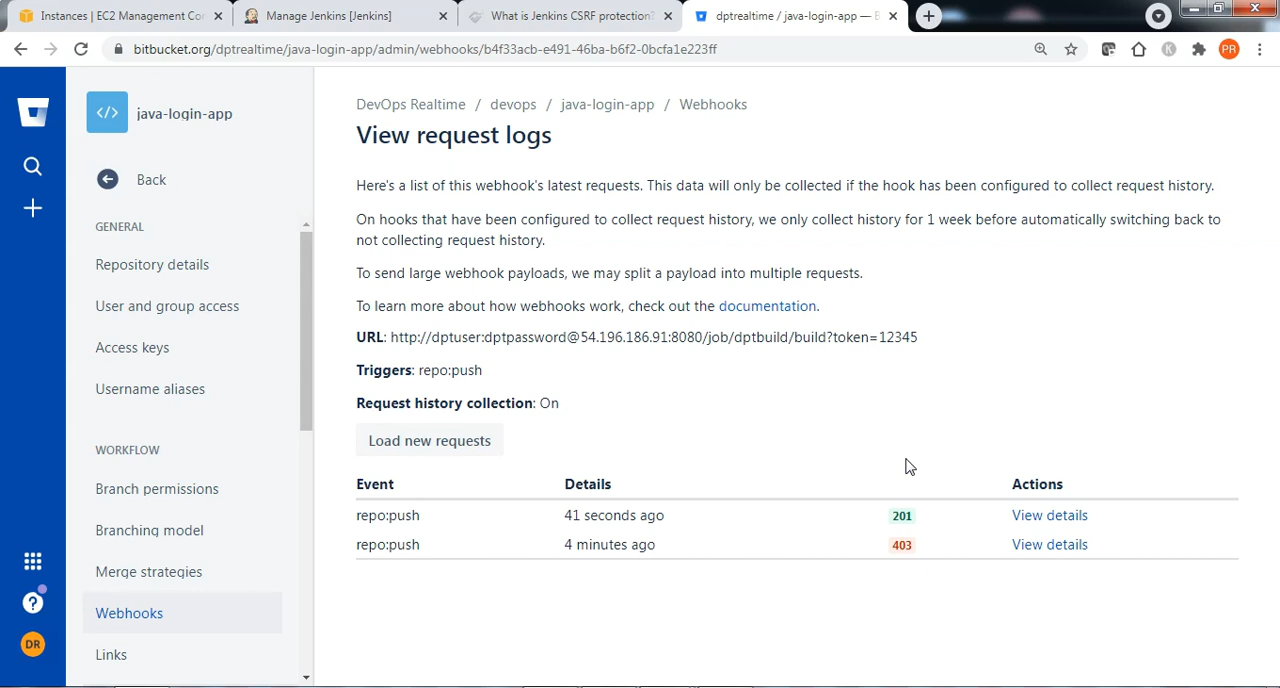 Instances | EC2 Management Con
Manage Jenkins [Jenkins]
What is Jenkins CSRF protection?
dptrealtime / java-login-app — B
bitbucket.org/dptrealtime/java-login-app/admin/webhooks/b4f33acb-e491-46ba-b6f2-0bcfa1e223ff
K
PR
</> java-login-app
Back
GENERAL
Repository details
User and group access
Access keys
Username aliases
WORKFLOW
Branch permissions
Branching model
Merge strategies
Webhooks
Links
?
DR
DevOps Realtime / devops / java-login-app / Webhooks
View request logs
Here's a list of this webhook's latest requests. This data will only be collected if the hook has been configured to collect request history.
On hooks that have been configured to collect request history, we only collect history for 1 week before automatically switching back to
not collecting request history.
To send large webhook payloads, we may split a payload into multiple requests.
To learn more about how webhooks work, check out the documentation.
URL: http://dptuser:dptpassword@54.196.186.91:8080/job/dptbuild/build?token=12345
Triggers: repo:push
Request history collection: On
Load new requests
Event Details Actions
repo:push 41 seconds ago 201 View details
repo:push 4 minutes ago 403 View details